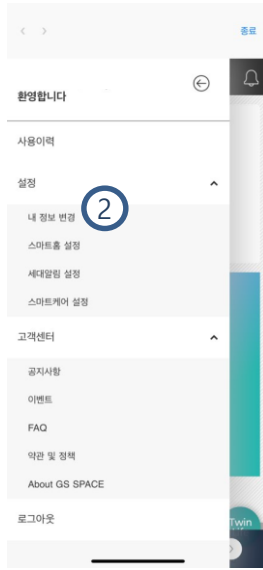 종료
환영합니다
사용이력
설정
내 정보 변경
2
스마트홈 설정
세대알림 설정
스마트케어 설정
고객센터
공지사항
이벤트
FAQ
약관 및 정책
About GS SPACE
로그아웃
Twin